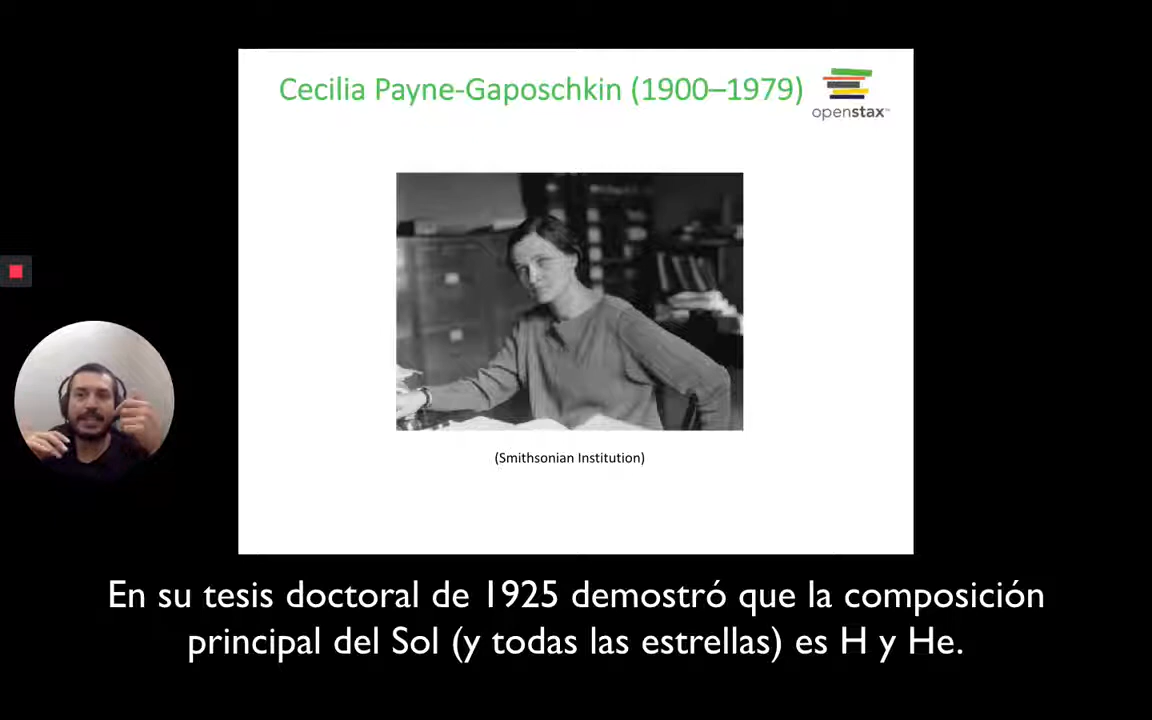 Cecilia Payne-Gaposchkin (1900–1979)
openstax™
(Smithsonian Institution)
En su tesis doctoral de 1925 demostró que la composición
principal del Sol (y todas las estrellas) es H y He.